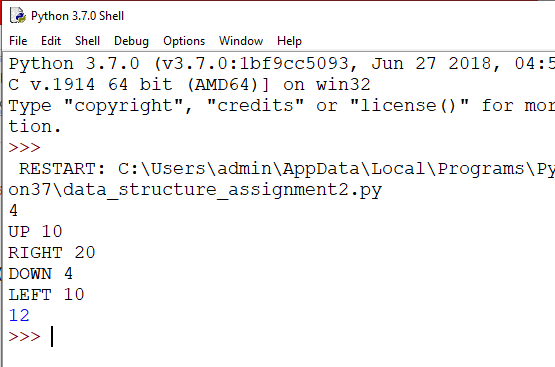 Python 3.7.0 Shell
File Edit Shell Debug Options Window Help
Python 3.7.0 (v3.7.0:1bf9cc5093, Jun 27 2018, 04:5
C v.1914 64 bit (AMD64)] on win32
Type "copyright", "credits" or "license()" for mor
tion.
>>>
RESTART: C:\Users\admin\AppData\Local\Programs\Py
on37\data_structure_assignment2.py
4
UP 10
RIGHT 20
DOWN 4
LEFT 10
12
>>>